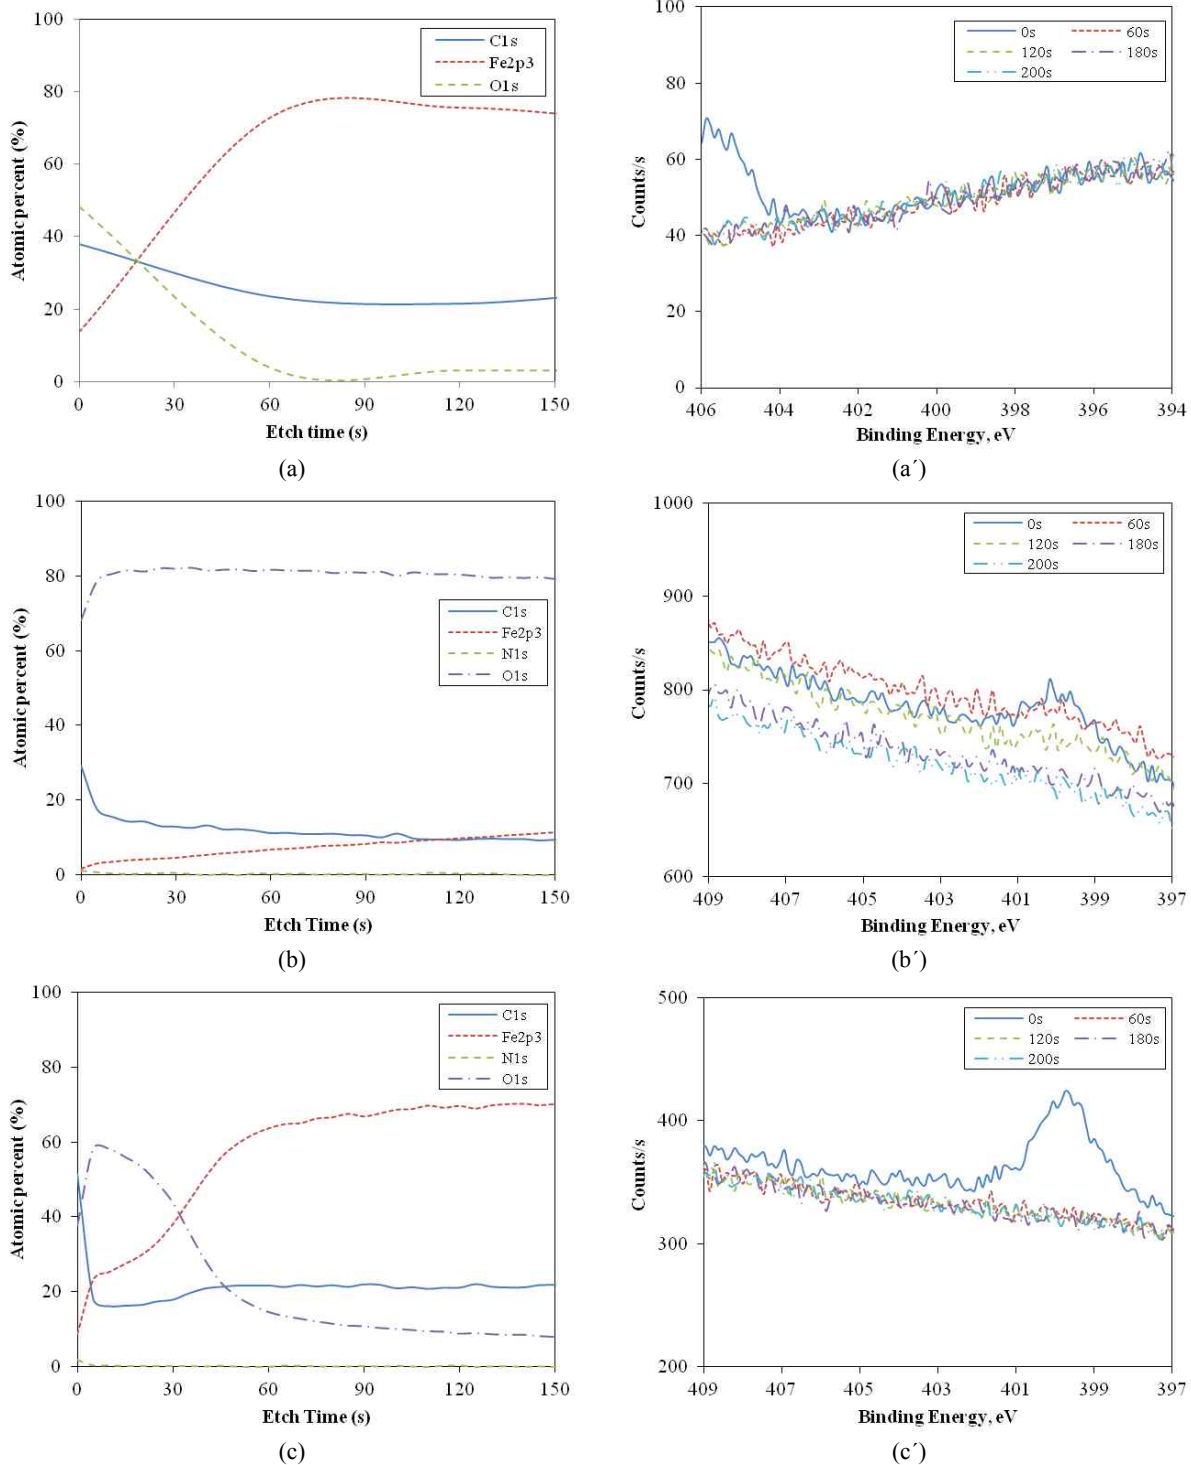 100
80
60
40
20
0
Atomicpercent (%)
C1s
Fe2p3
O1s
0 30 60 90 120 150
Etch time (s)
(a)
100
80
60
40
20
0
Counts/s
0s 60s
120s 180s
200s
406 404 402 400 398 396 394
Binding Energy, eV
(a´)
100
80
60
40
20
0
Atomicpercent (%)
C1s
Fe2p3
N1s
O1s
0 30 60 90 120 150
Etch Time (s)
(b)
1000
900
800
700
600
Counts/s
0s 60s
120s 180s
200s
409 407 405 403 401 399 397
Binding Energy, eV
(b´)
100
80
60
40
20
0
Atomicpercent (%)
C1s
Fe2p3
N1s
O1s
0 30 60 90 120 150
Etch Time (s)
(c)
500
400
300
200
Counts/s
0s 60s
120s 180s
200s
409 407 405 403 401 399 397
Binding Energy, eV
(c´)